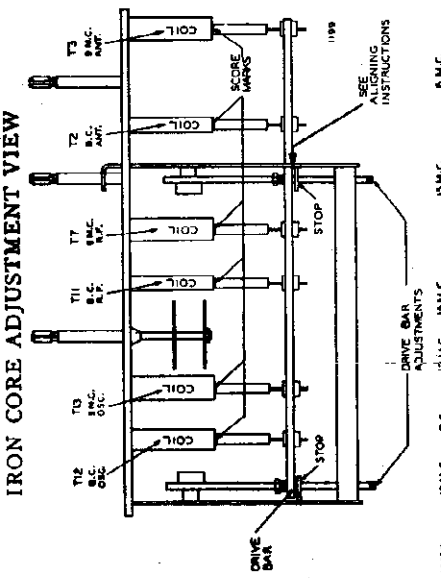 IRON CORE ADJUSTMENT VIEW
T12
B.C.
OSC.
T13
9 M.C.
OSC.
T11
B.C.
R.F.
T7
9 M.C.
R.F.
T2
B.C.
ANT.
T3
9 M.C.
ANT.
COIL
COIL
COIL
COIL
COIL
COIL
SCORE
MARKS
1199
STOP
STOP
SEE
ALIGNING
INSTRUCTIONS
DRIVE
BAR
DRIVE BAR
ADJUSTMENTS